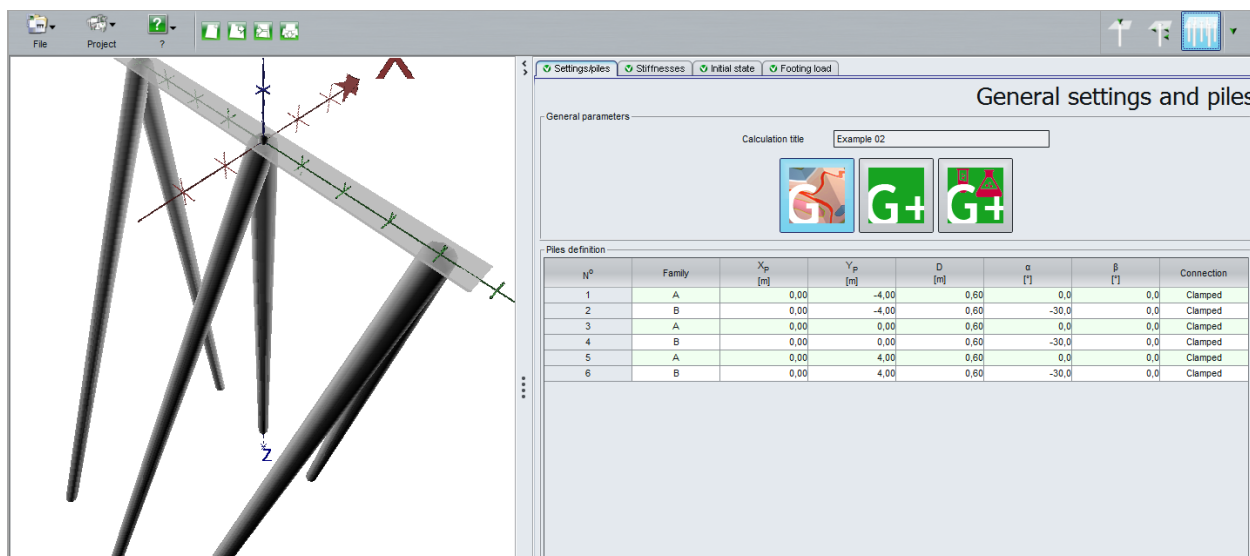 File Project ?
Settings/piles Stiffnesses Initial state Footing load
General settings and piles
General parameters
Calculation title Example 02
G G+ G+
Piles definition
N° Family X_P [m] Y_P [m] D [m] α [°] β [°] Connection
1 A 0,00 -4,00 0,60 0,0 0,0 Clamped
2 B 0,00 -4,00 0,60 -30,0 0,0 Clamped
3 A 0,00 0,00 0,60 0,0 0,0 Clamped
4 B 0,00 0,00 0,60 -30,0 0,0 Clamped
5 A 0,00 4,00 0,60 0,0 0,0 Clamped
6 B 0,00 4,00 0,60 -30,0 0,0 Clamped
Z